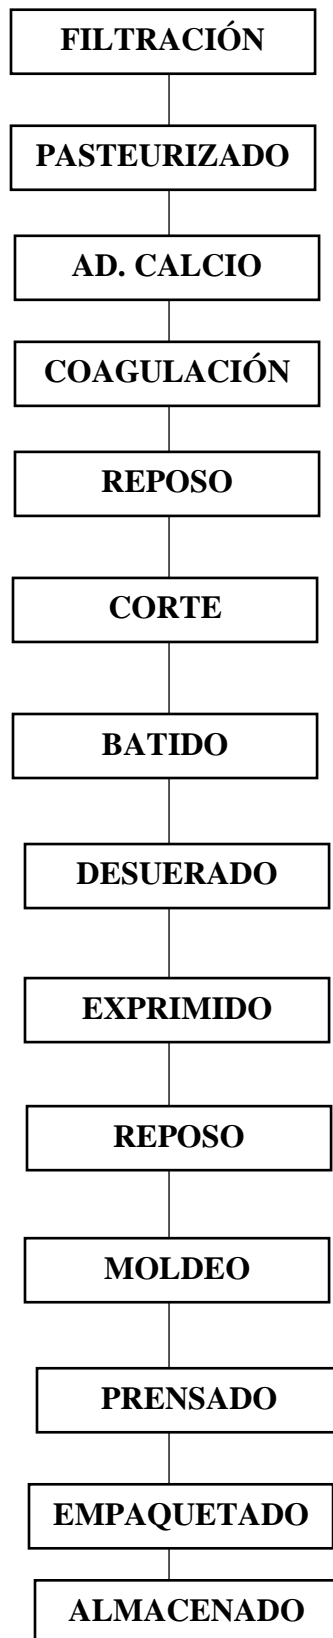 FILTRACIÓN
PASTEURIZADO
AD. CALCIO
COAGULACIÓN
REPOSO
CORTE
BATIDO
DESUERADO
EXPRIMIDO
REPOSO
MOLDEO
PRENSADO
EMPAQUETADO
ALMACENADO